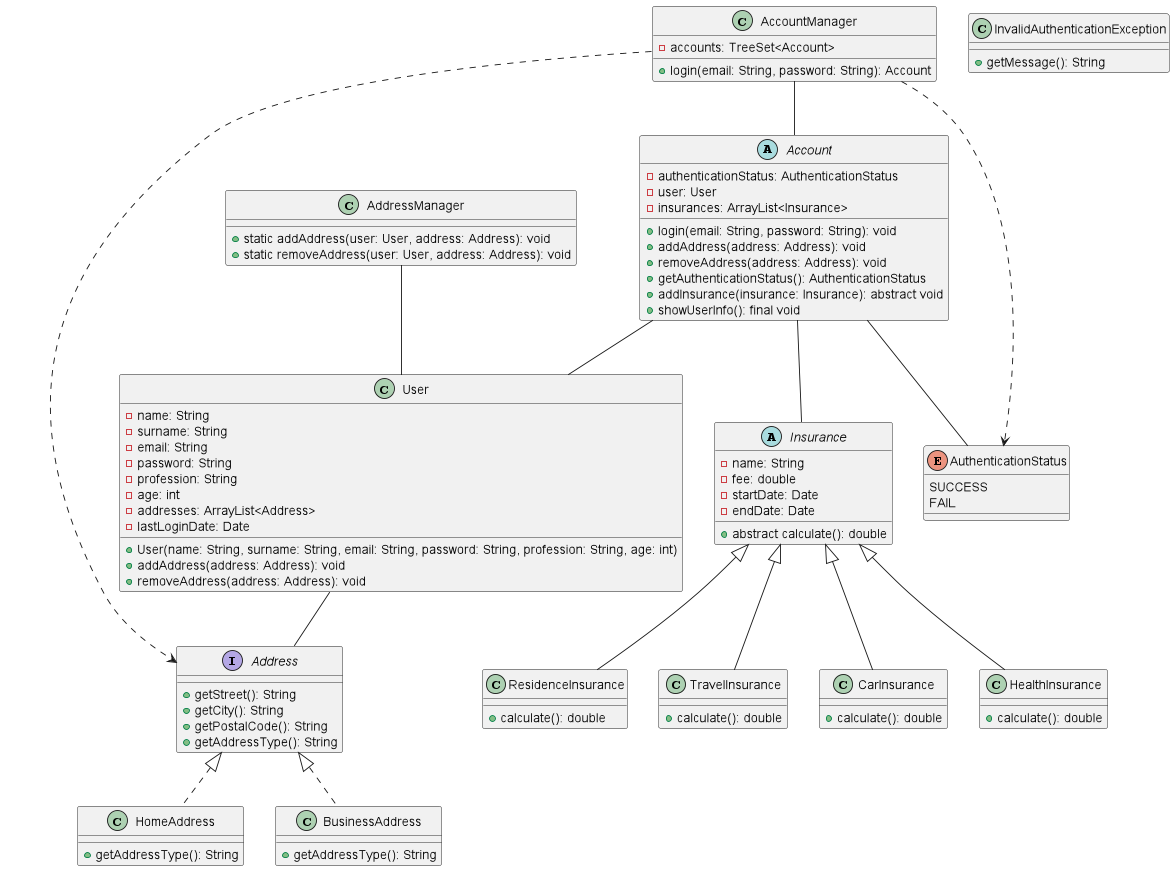 C AccountManager
accounts: TreeSet<Account>
login(email: String, password: String): Account
C InvalidAuthenticationException
getMessage(): String
A Account
authenticationStatus: AuthenticationStatus
user: User
insurances: ArrayList<Insurance>
login(email: String, password: String): void
addAddress(address: Address): void
removeAddress(address: Address): void
getAuthenticationStatus(): AuthenticationStatus
addInsurance(insurance: Insurance): abstract void
showUserInfo(): final void
C AddressManager
static addAddress(user: User, address: Address): void
static removeAddress(user: User, address: Address): void
C User
name: String
surname: String
email: String
password: String
profession: String
age: int
addresses: ArrayList<Address>
lastLoginDate: Date
User(name: String, surname: String, email: String, password: String, profession: String, age: int)
addAddress(address: Address): void
removeAddress(address: Address): void
A Insurance
name: String
fee: double
startDate: Date
endDate: Date
abstract calculate(): double
E AuthenticationStatus
SUCCESS
FAIL
I Address
getStreet(): String
getCity(): String
getPostalCode(): String
getAddressType(): String
C ResidenceInsurance
calculate(): double
C TravelInsurance
calculate(): double
C CarInsurance
calculate(): double
C HealthInsurance
calculate(): double
C HomeAddress
getAddressType(): String
C BusinessAddress
getAddressType(): String